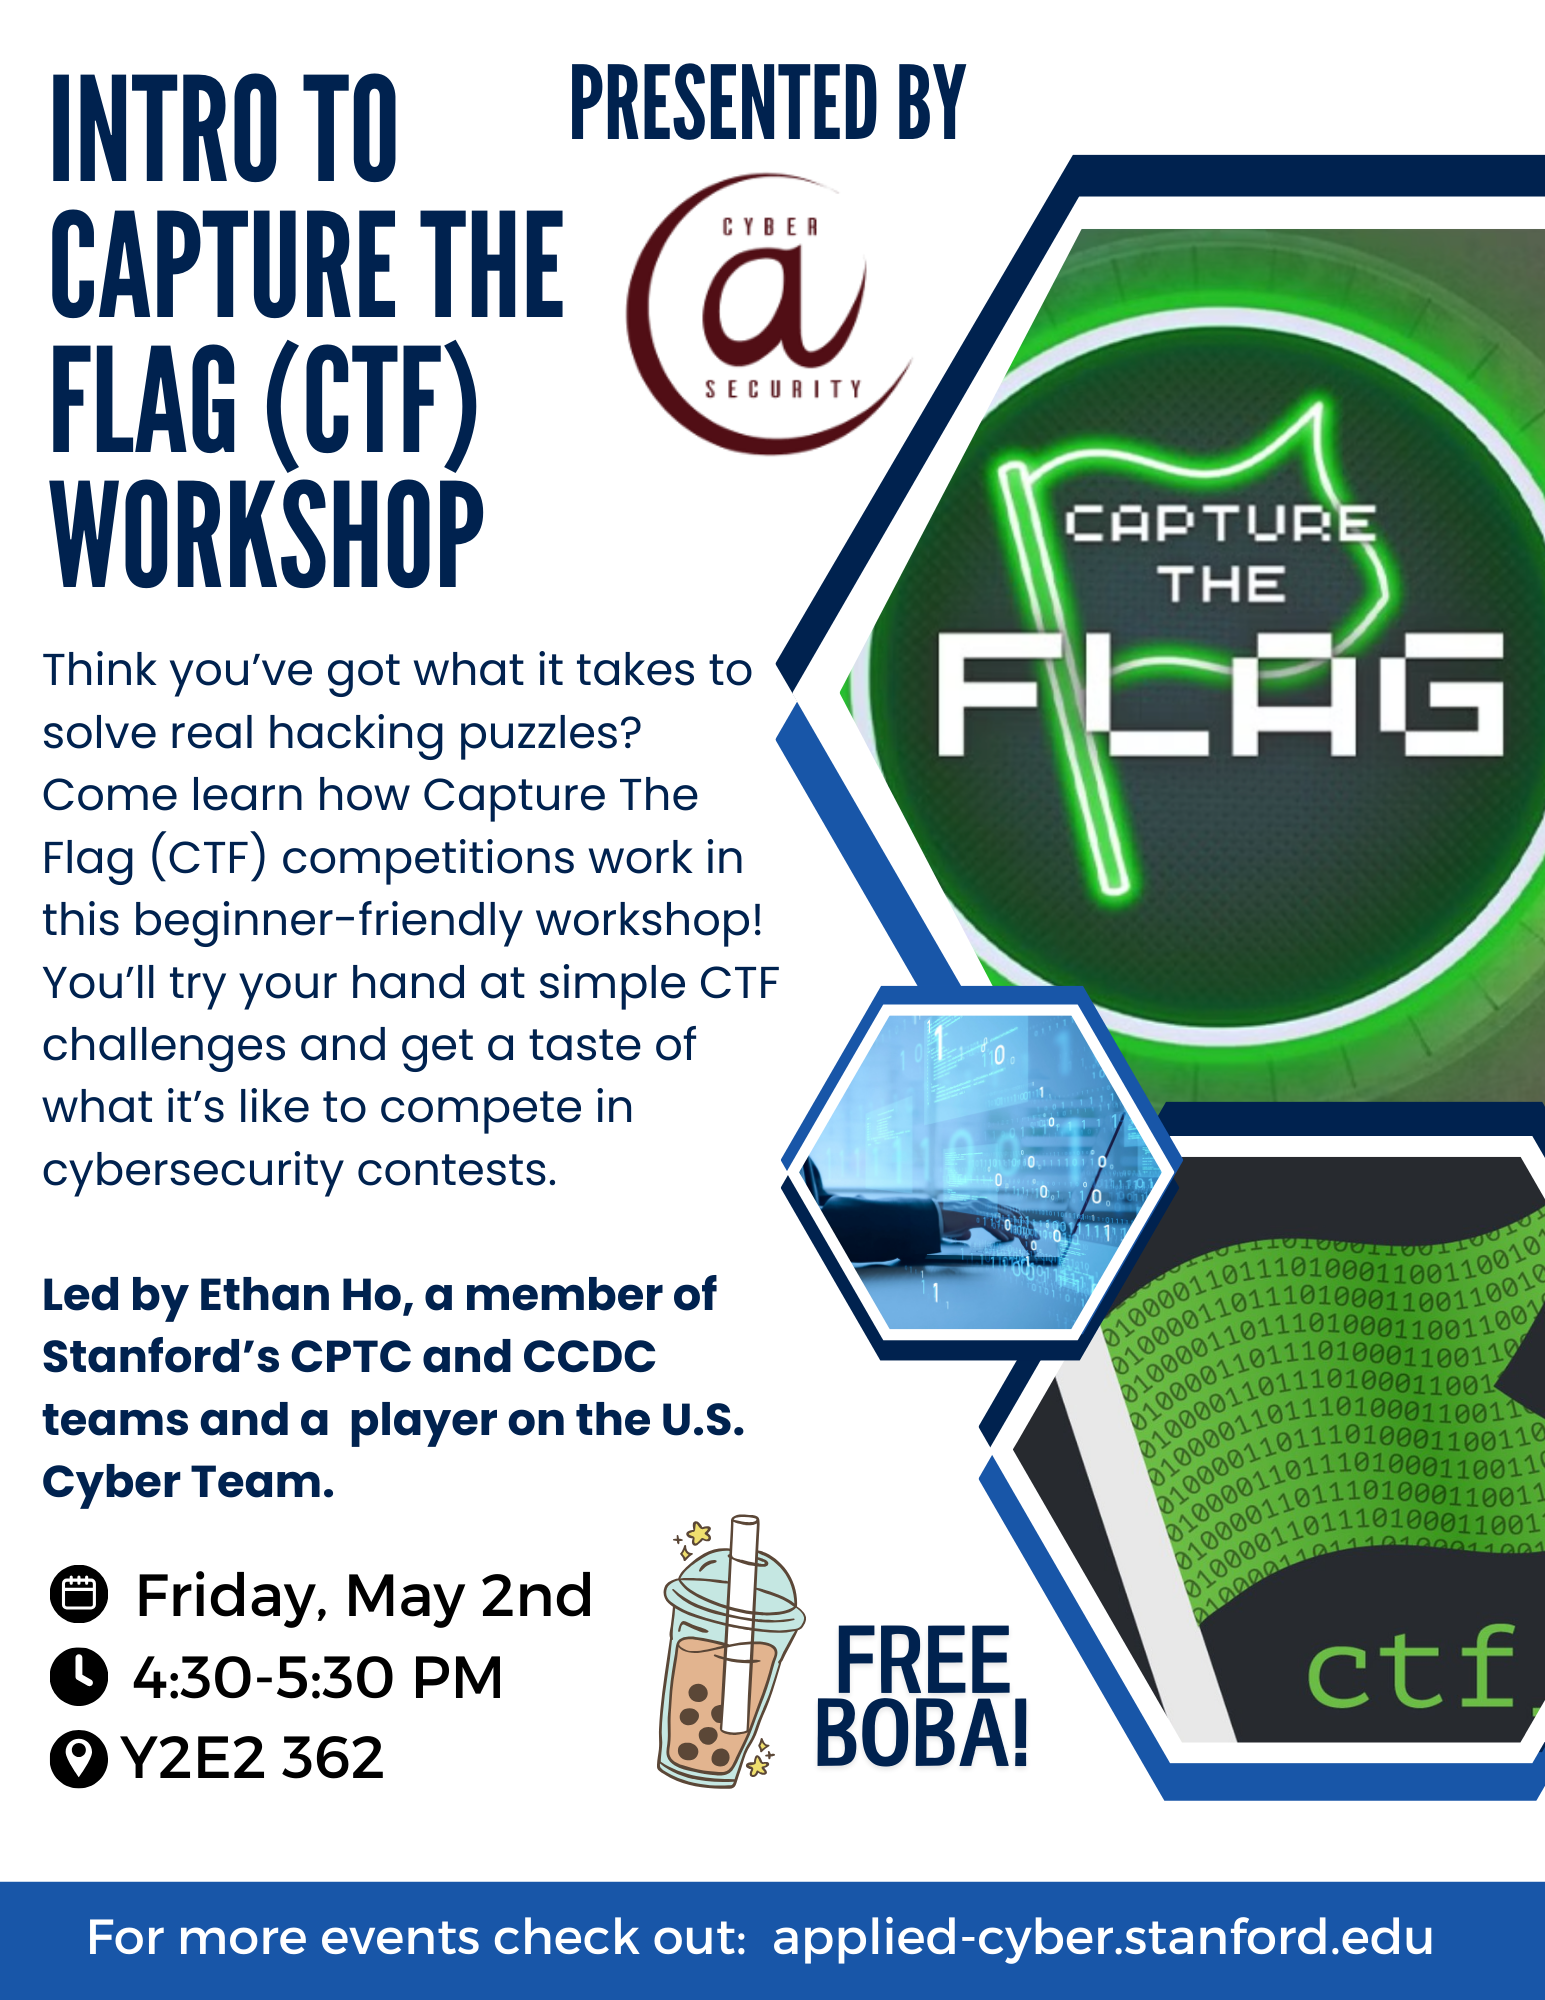 INTRO TO
CAPTURE THE
FLAG (CTF)
WORKSHOP
PRESENTED BY
CYBER
a
SECURITY
CAPTURE
THE
FLAG
Think you’ve got what it takes to
solve real hacking puzzles?
Come learn how Capture The
Flag (CTF) competitions work in
this beginner-friendly workshop!
You’ll try your hand at simple CTF
challenges and get a taste of
what it’s like to compete in
cybersecurity contests.
Led by Ethan Ho, a member of
Stanford’s CPTC and CCDC
teams and a  player on the U.S.
Cyber Team.
Friday, May 2nd
4:30-5:30 PM
Y2E2 362
FREE
BOBA!
ctf_
For more events check out:  applied-cyber.stanford.edu